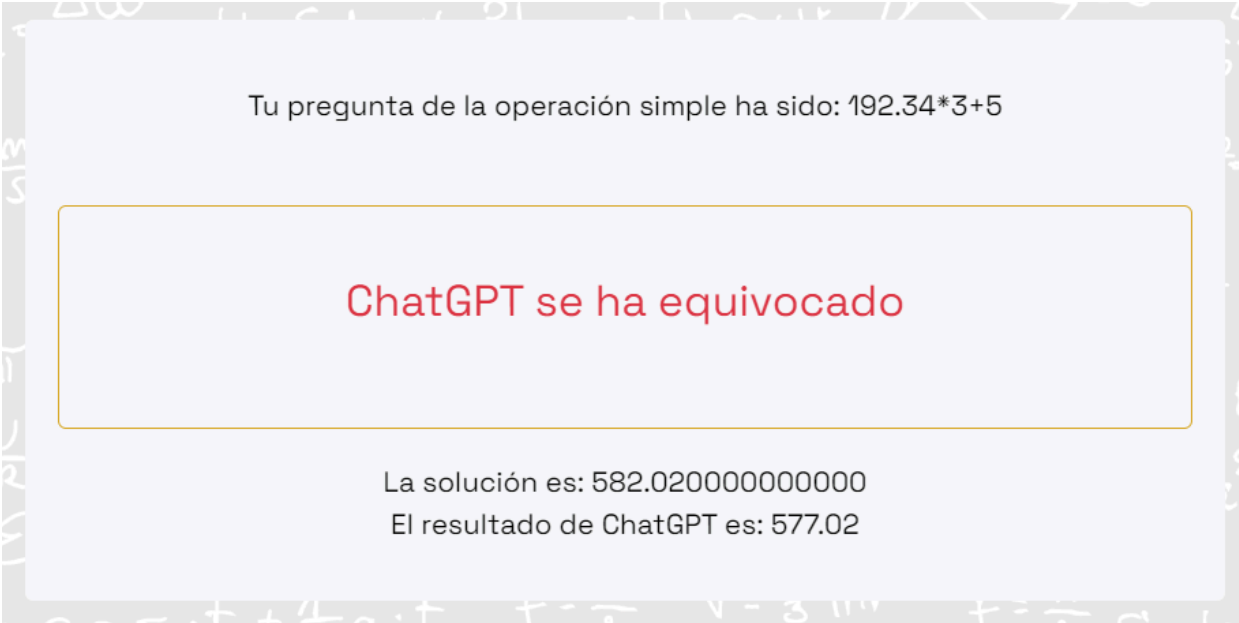 Tu pregunta de la operación simple ha sido: 192.34*3+5
ChatGPT se ha equivocado
La solución es: 582.020000000000
El resultado de ChatGPT es: 577.02